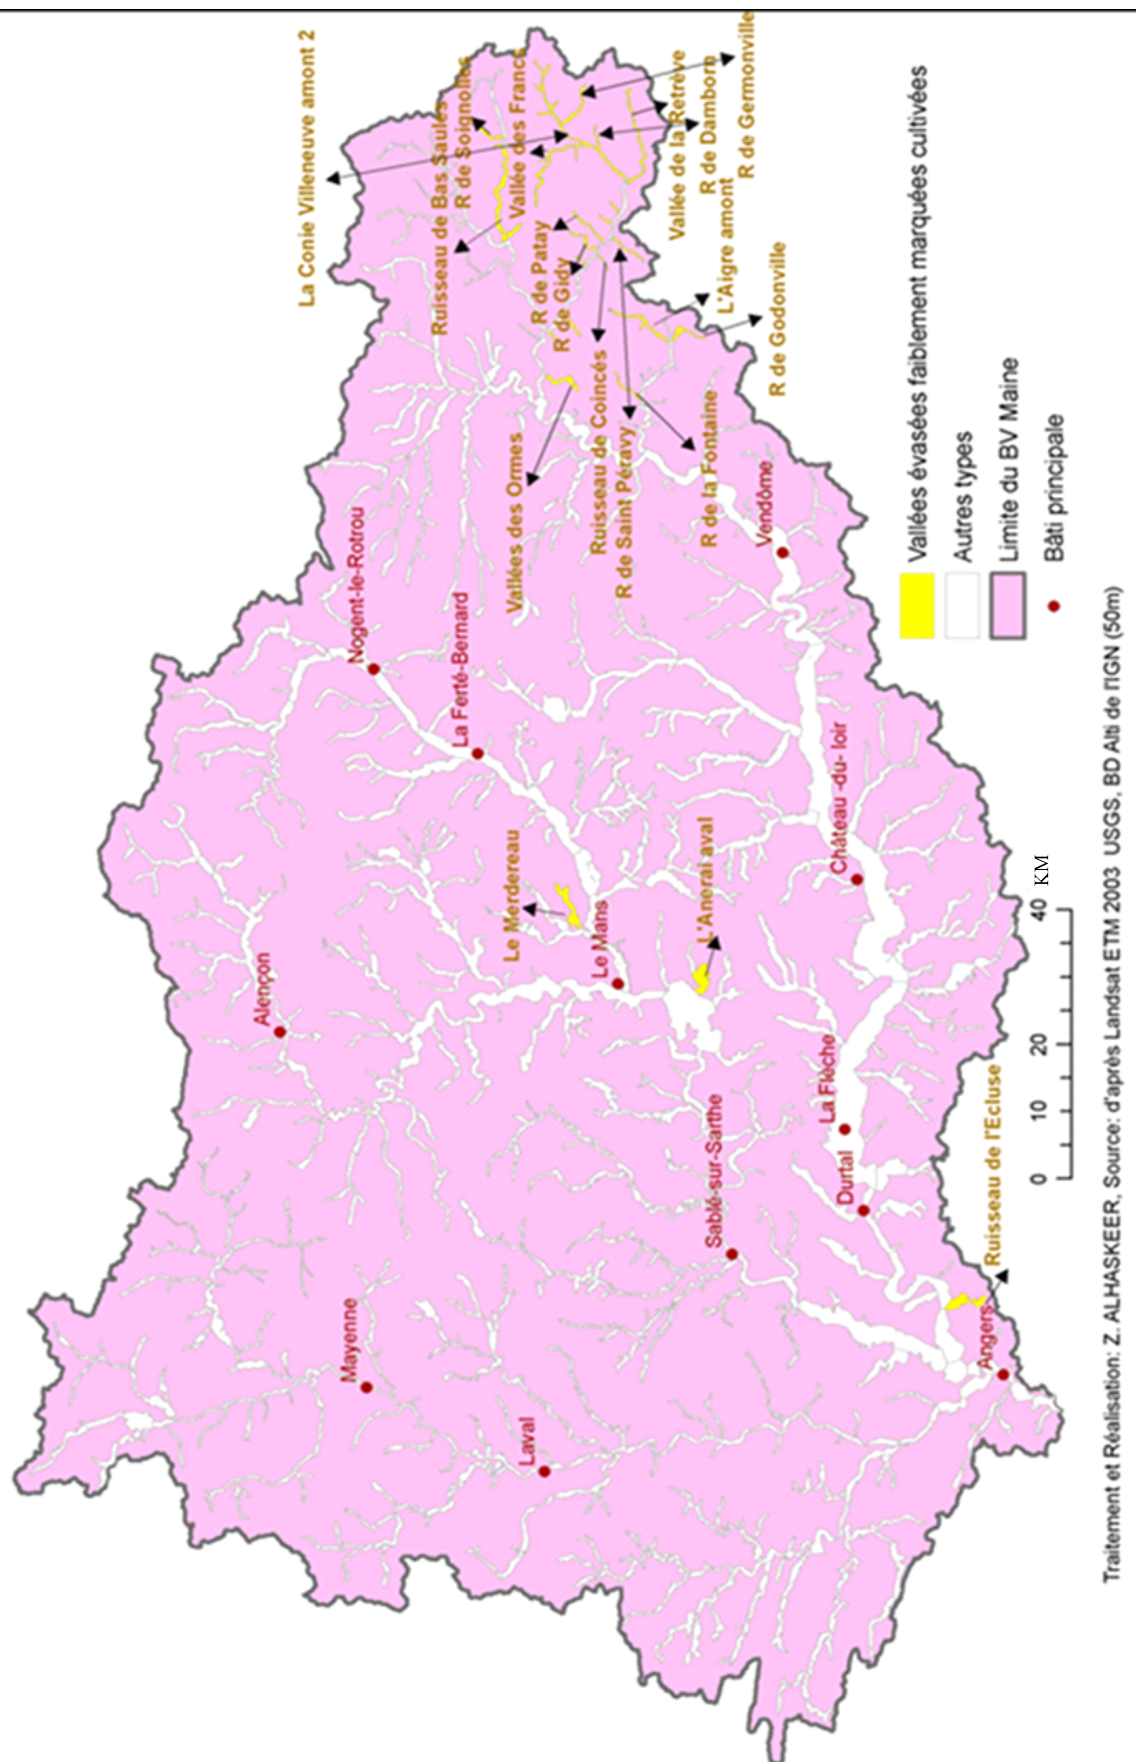 La Conie Villeneuve amont 2
Ruisseau de Bas Saules
R de Soignolles
Vallée des Francs
R de Patay
R de Gidy
Vallée de la Retrève
R de Damboro
R de Germonville
L'Aigre amont
R de Godonville
Vallées des Ormes
Ruisseau de Coincés
R de Saint Péravy
R de la Fontaine
Nogent-le-Rotrou
La Ferté-Bernard
Vendôme
Château -du- loir
Le Merdereau
Le Mans
L'Anerai aval
Alençon
La Flèche
Sablé-sur-Sarthe
Durtal
Ruisseau de l'Ecluse
Angers
Mayenne
Laval
Vallées évasées faiblement marquées cultivées
Autres types
Limite du BV Maine
Bâti principale
0 10 20 40 KM
Traitement et Réalisation: Z. ALHASKEER, Source: d'après Landsat ETM 2003 USGS, BD Alti de l'IGN (50m)